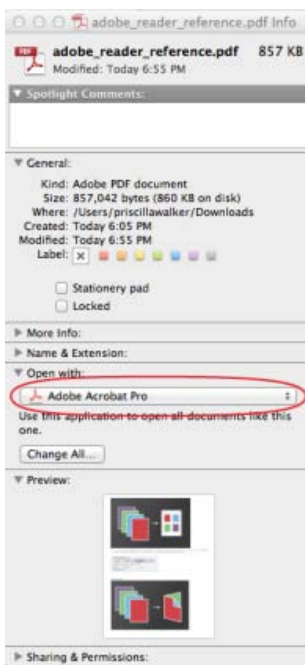 adobe_reader_reference.pdf Info
adobe_reader_reference.pdf 857 KB
Modified: Today 6:55 PM
Spotlight Comments:
General:
Kind: Adobe PDF document
Size: 857,042 bytes (860 KB on disk)
Where: /Users/priscillawalker/Downloads
Created: Today 6:05 PM
Modified: Today 6:55 PM
Label:
Stationery pad
Locked
More Info:
Name & Extension:
Open with:
Adobe Acrobat Pro
Use this application to open all documents like this
one.
Change All...
Preview:
Sharing & Permissions: